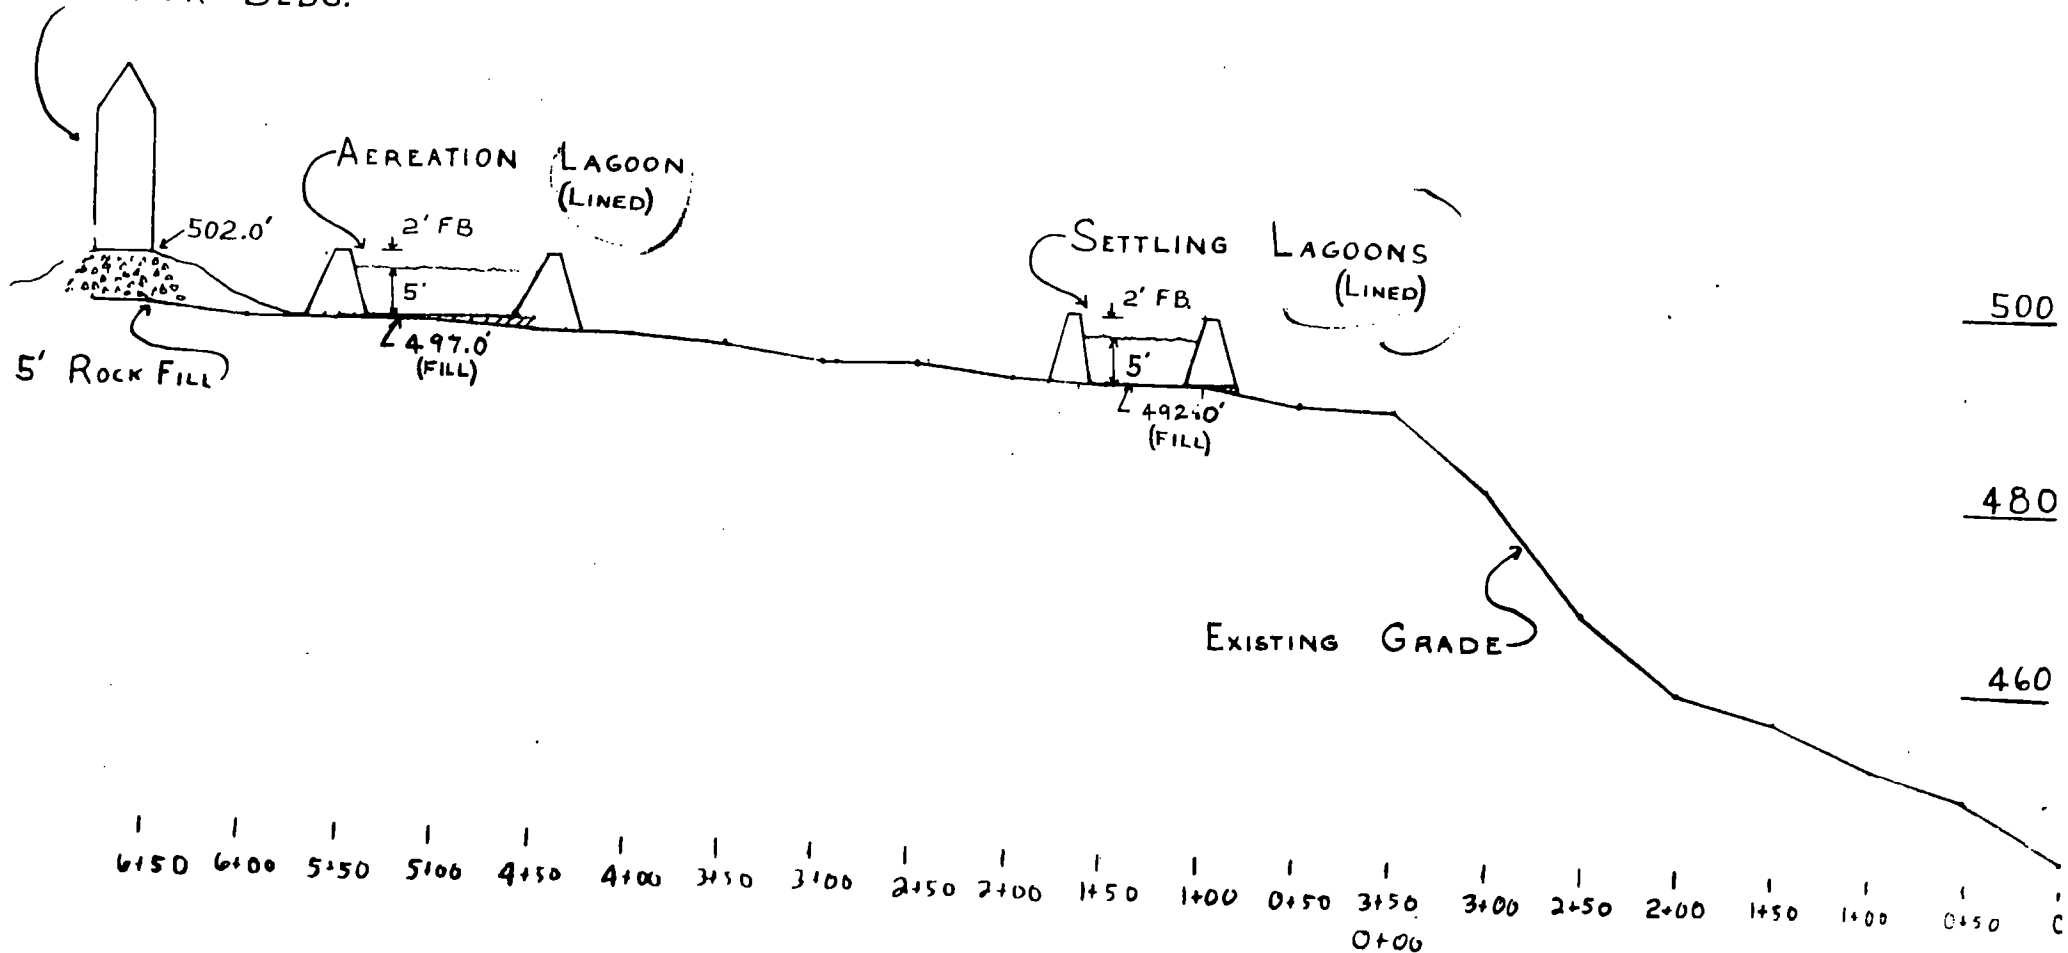 BLDG.
AEREATION LAGOON
(LINED)
502.0'
2' FB
5'
497.0'
(FILL)
5' ROCK FILL
SETTLING LAGOONS
(LINED)
2' FB.
5'
492.0'
(FILL)
EXISTING GRADE
500
480
460
6+50 6+00 5+50 5+00 4+50 4+00 3+50 3+00 2+50 2+00 1+50 1+00 0+50 3+50 3+00 2+50 2+00 1+50 1+00 0+50
0+00